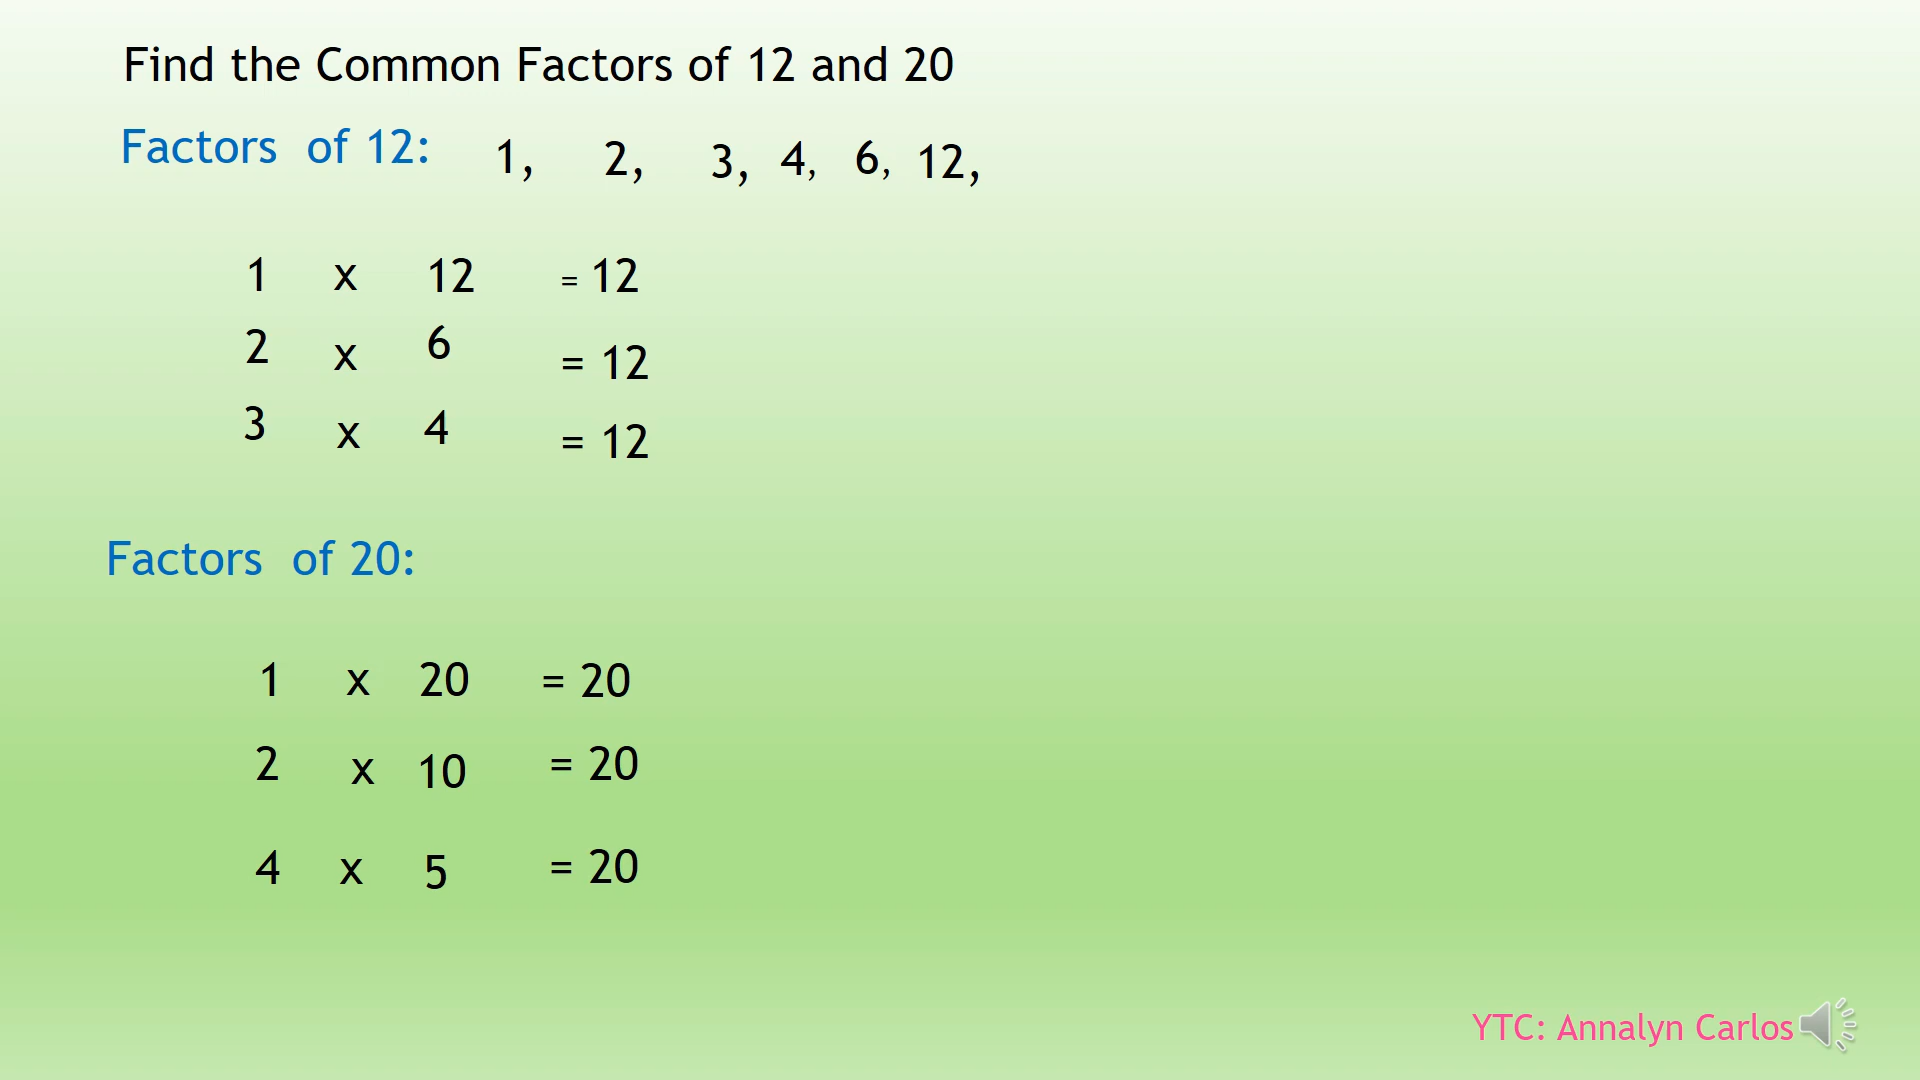 Find the Common Factors of 12 and 20
Factors of 12: 1, 2, 3, 4, 6, 12,
1 x 12 = 12
2 x 6 = 12
3 x 4 = 12
Factors of 20:
1 x 20 = 20
2 x 10 = 20
4 x 5 = 20
YTC: Annalyn Carlos